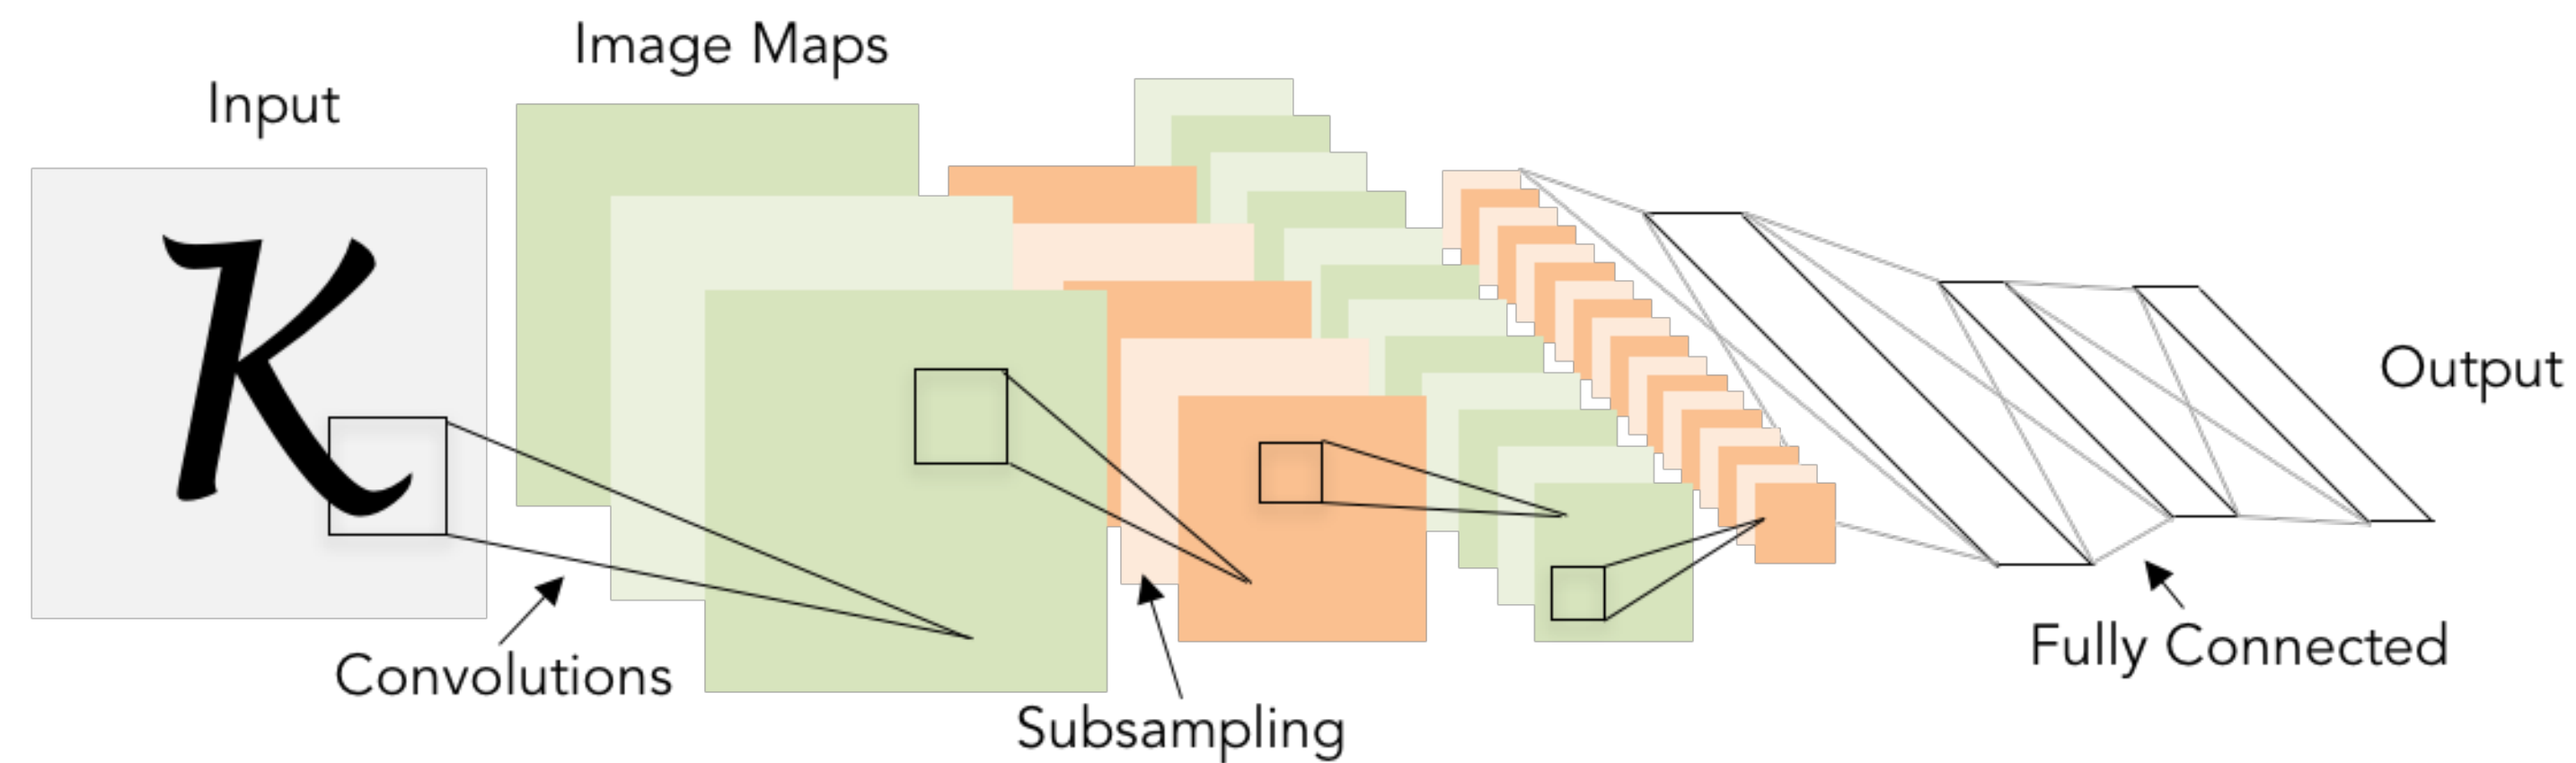 Input
Image Maps
K
Convolutions
Subsampling
Fully Connected
Output